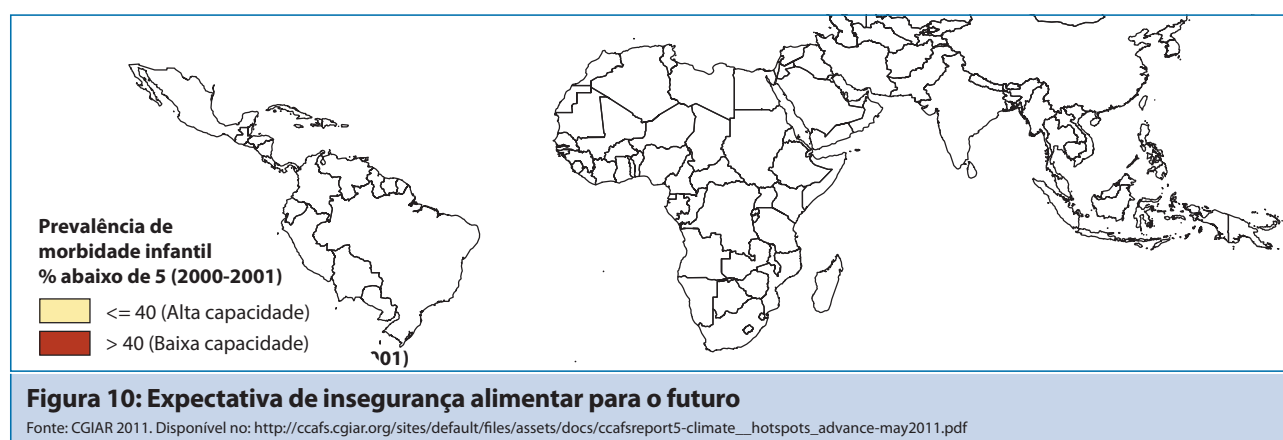 Prevalência de
morbidade infantil
% abaixo de 5 (2000-2001)
<= 40 (Alta capacidade)
> 40 (Baixa capacidade)
001)
Figura 10: Expectativa de insegurança alimentar para o futuro
Fonte: CGIAR 2011. Disponível no: http://ccafs.cgiar.org/sites/default/files/assets/docs/ccafsreport5-climate__hotspots_advance-may2011.pdf